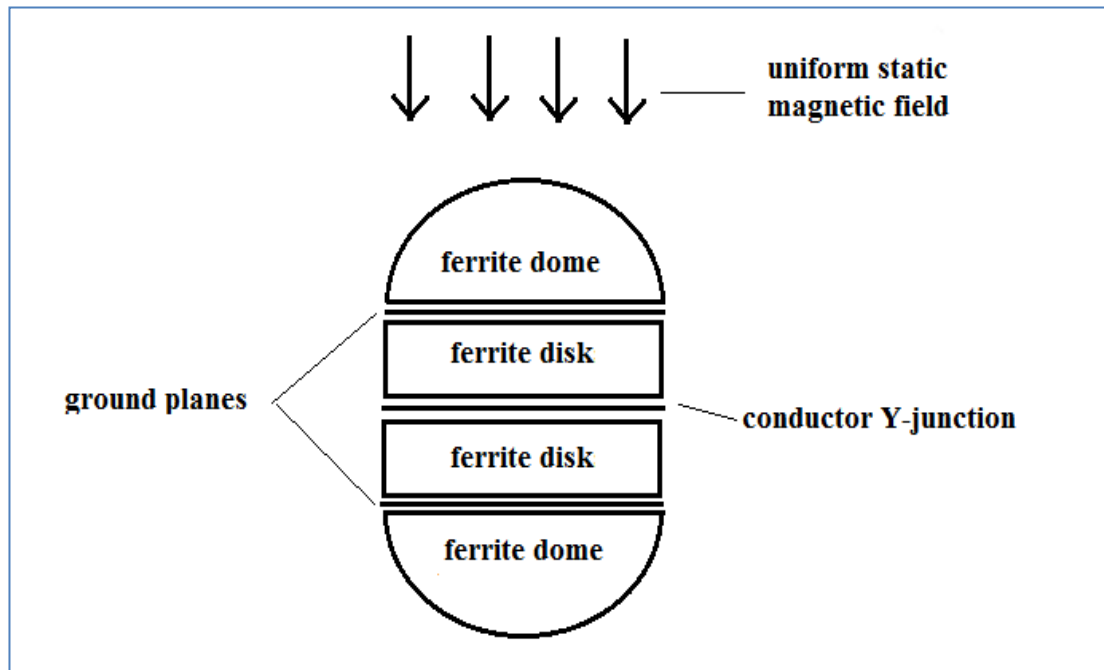 uniform static
magnetic field
ferrite dome
ferrite disk
ground planes
conductor Y-junction
ferrite disk
ferrite dome